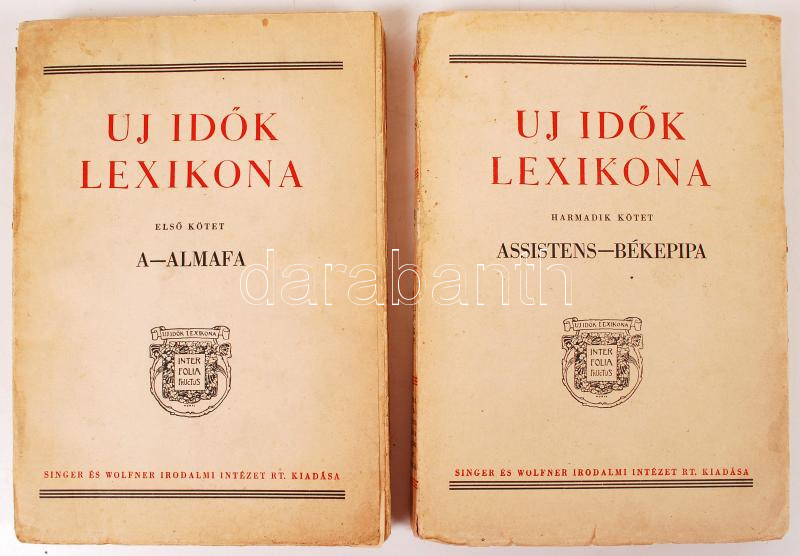 UJ IDŐK
LEXIKONA
ELSŐ KÖTET
A—ALMAFA
UJ IDŐK LEXIKONA
INTER
FOLIA
FRUCTUS
SINGER ÉS WOLFNER IRODALMI INTÉZET RT. KIADÁSA
UJ IDŐK
LEXIKONA
HARMADIK KÖTET
ASSISTENS—BÉKEPIPA
UJ IDŐK LEXIKONA
INTER
FOLIA
FRUCTUS
SINGER ÉS WOLFNER IRODALMI INTÉZET RT. KIADÁSA
darabanth